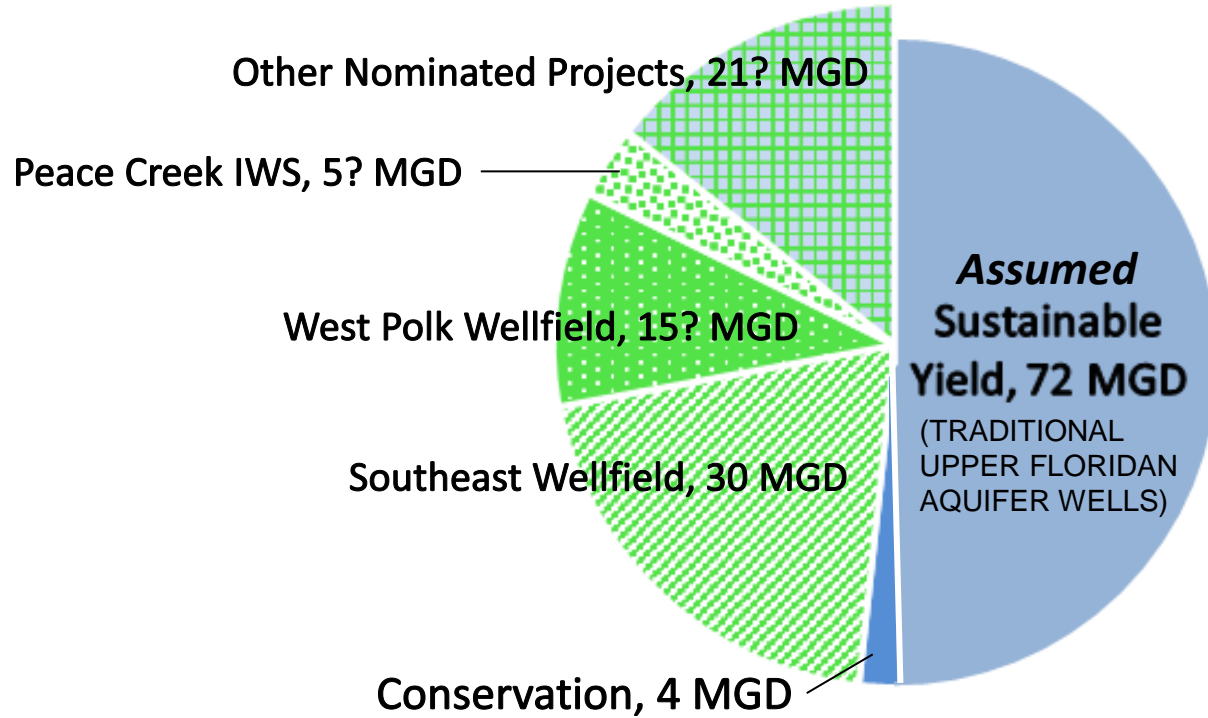 Other Nominated Projects, 21? MGD
Peace Creek IWS, 5? MGD
West Polk Wellfield, 15? MGD
Southeast Wellfield, 30 MGD
Conservation, 4 MGD
Assumed
Sustainable
Yield, 72 MGD
(TRADITIONAL
UPPER FLORIDAN
AQUIFER WELLS)